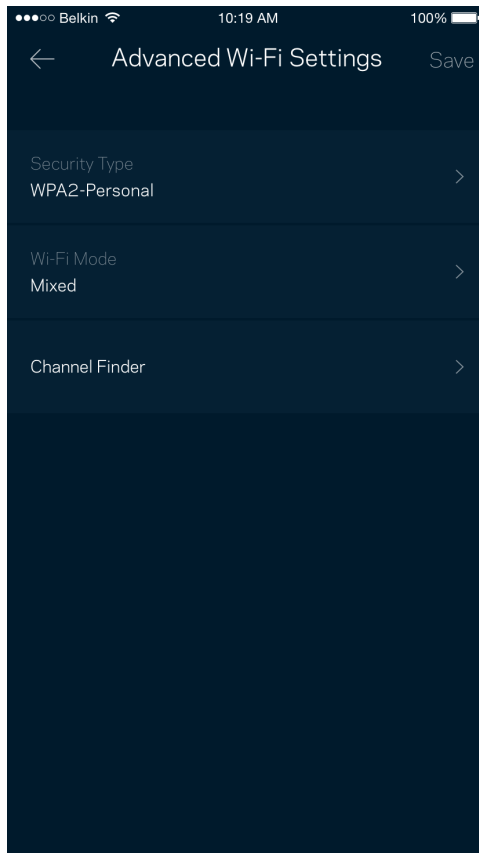 Belkin 10:19 AM 100%
Advanced Wi-Fi Settings Save
Security Type
WPA2-Personal
Wi-Fi Mode
Mixed
Channel Finder